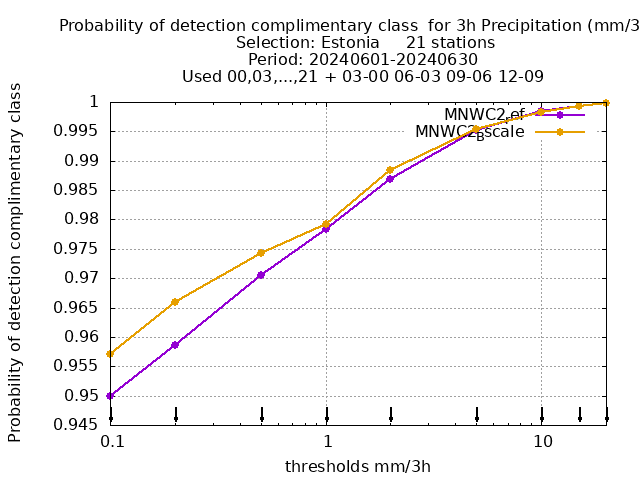 Probability of detection complimentary class  for 3h Precipitation (mm/3
Selection: Estonia     21 stations
Period: 20240601-20240630
Used 00,03,...,21 + 03-00 06-03 09-06 12-09
Probability of detection complimentary class
1
0.995
0.99
0.985
0.98
0.975
0.97
0.965
0.96
0.955
0.95
0.945
MNWC2
MNWC2Bscale
0.1
1
10
thresholds mm/3h